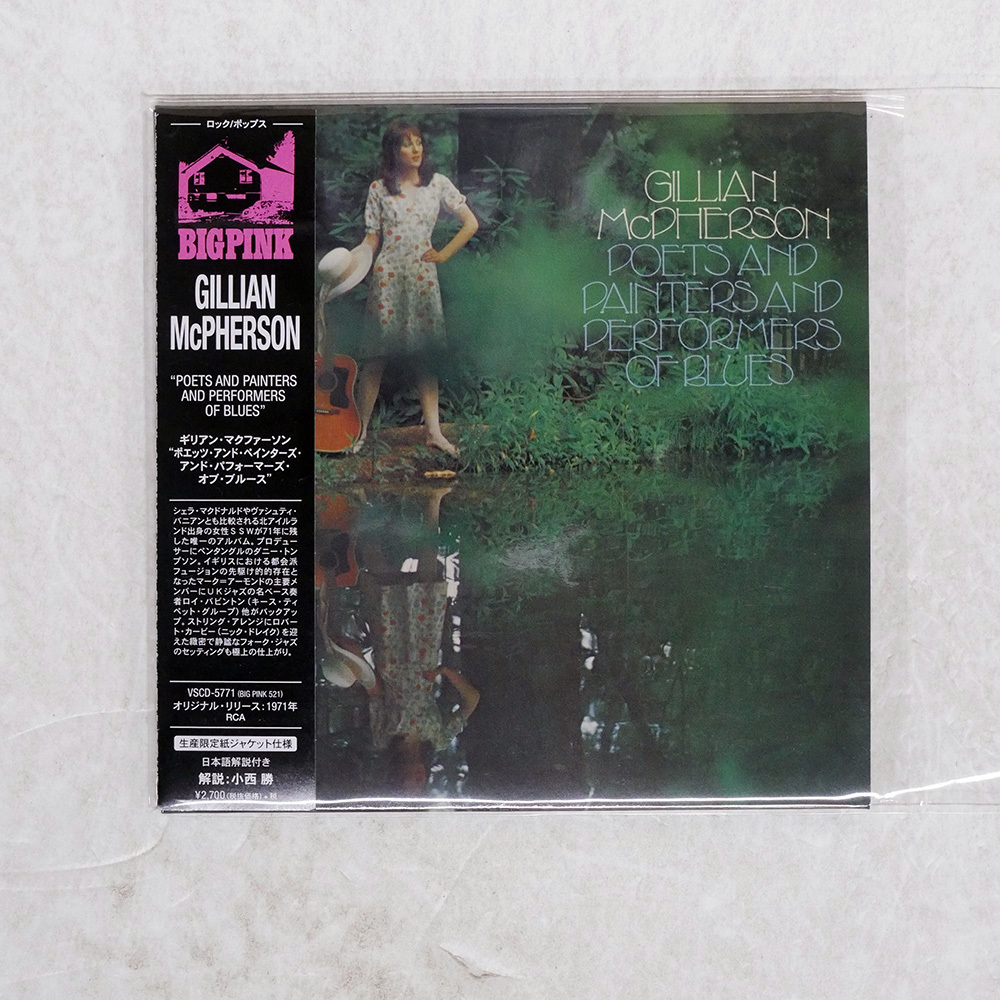 ロック/ポップス
BIGPINK
GILLIAN
McPHERSON
“POETS AND PAINTERS
AND PERFORMERS
OF BLUES”
ギリアン・マクファーソン
“ポエッツ・アンド・ペインターズ・
アンド・パフォーマーズ・
オブ・ブルース”
シェラ・マクドナルドやヴァシュティ・
バニアンとも比較される北アイルラ
ンド出身の女性SSWが71年に残
した唯一のアルバム。プロデュー
サーにペンタングルのダニー・トン
プソン。イギリスにおける都会派
フュージョンの先駆け的存在と
なったマーク=アーモンドの主要メ
ンバーにUKジャズの名ベース奏
者ロイ・バビントン(キース・ティ
ペット・グループ)他がバックアッ
プ。ストリング・アレンジにロバー
ト・カービー(ニック・ドレイク)を迎
えた緻密で静謐なフォーク・ジャズ
のセッティングも極上の仕上がり。
VSCD-5771 (BIG PINK 521)
オリジナル・リリース:1971年
RCA
生産限定紙ジャケット仕様
日本語解説付き
解説:小西 勝
¥2,700(税抜価格)+税
GILLIAN
McPHERSON
POETS AND
PAINTERS AND
PERFORMERS
OF BLUES